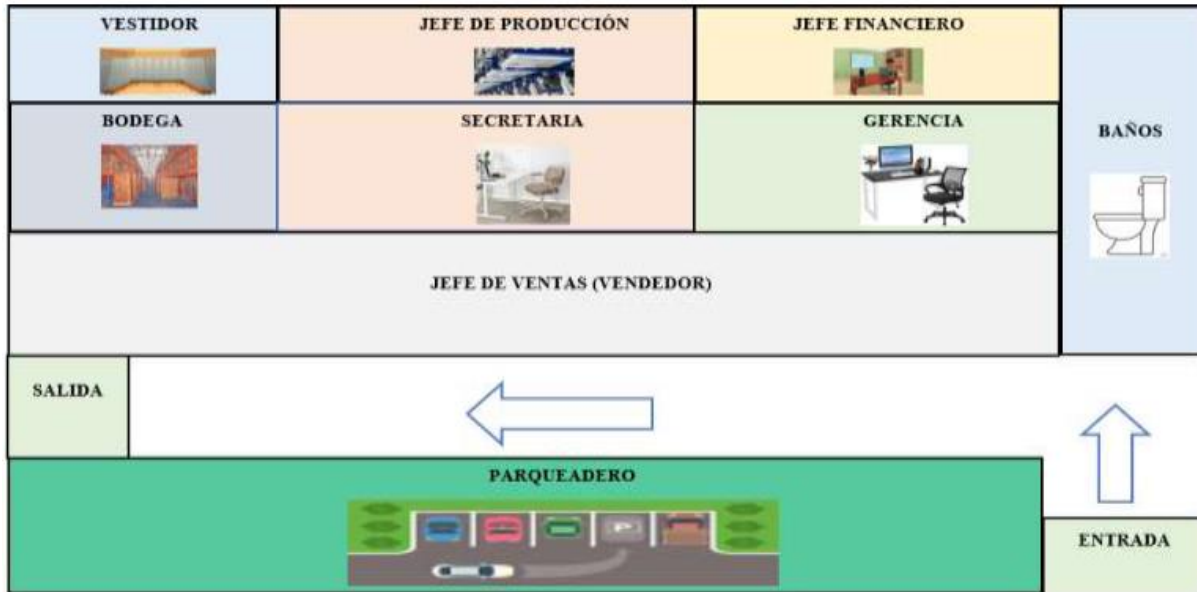 VESTIDOR
JEFE DE PRODUCCIÓN
JEFE FINANCIERO
BODEGA
SECRETARIA
GERENCIA
BAÑOS
JEFE DE VENTAS (VENDEDOR)
SALIDA
PARQUEADERO
P
ENTRADA